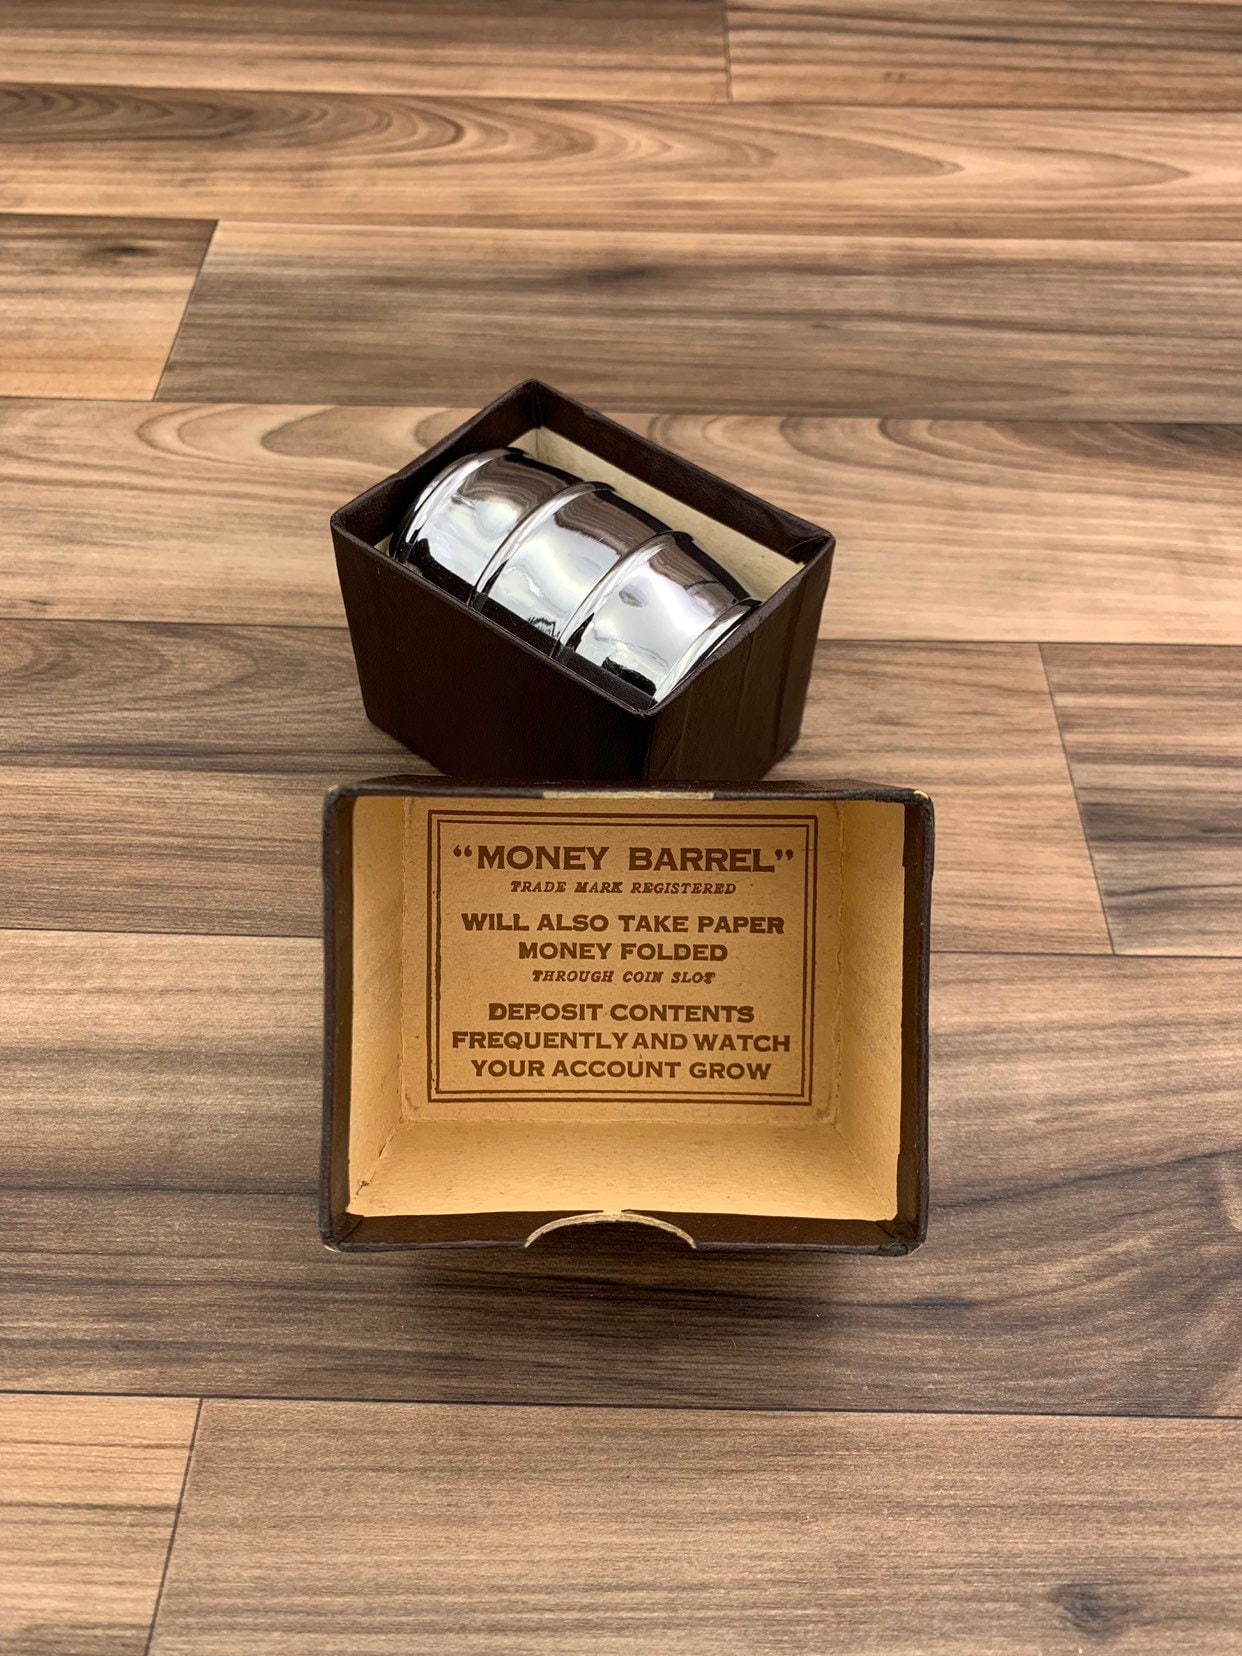 “MONEY BARREL”
TRADE MARK REGISTERED
WILL ALSO TAKE PAPER
MONEY FOLDED
THROUGH COIN SLOT
DEPOSIT CONTENTS
FREQUENTLY AND WATCH
YOUR ACCOUNT GROW